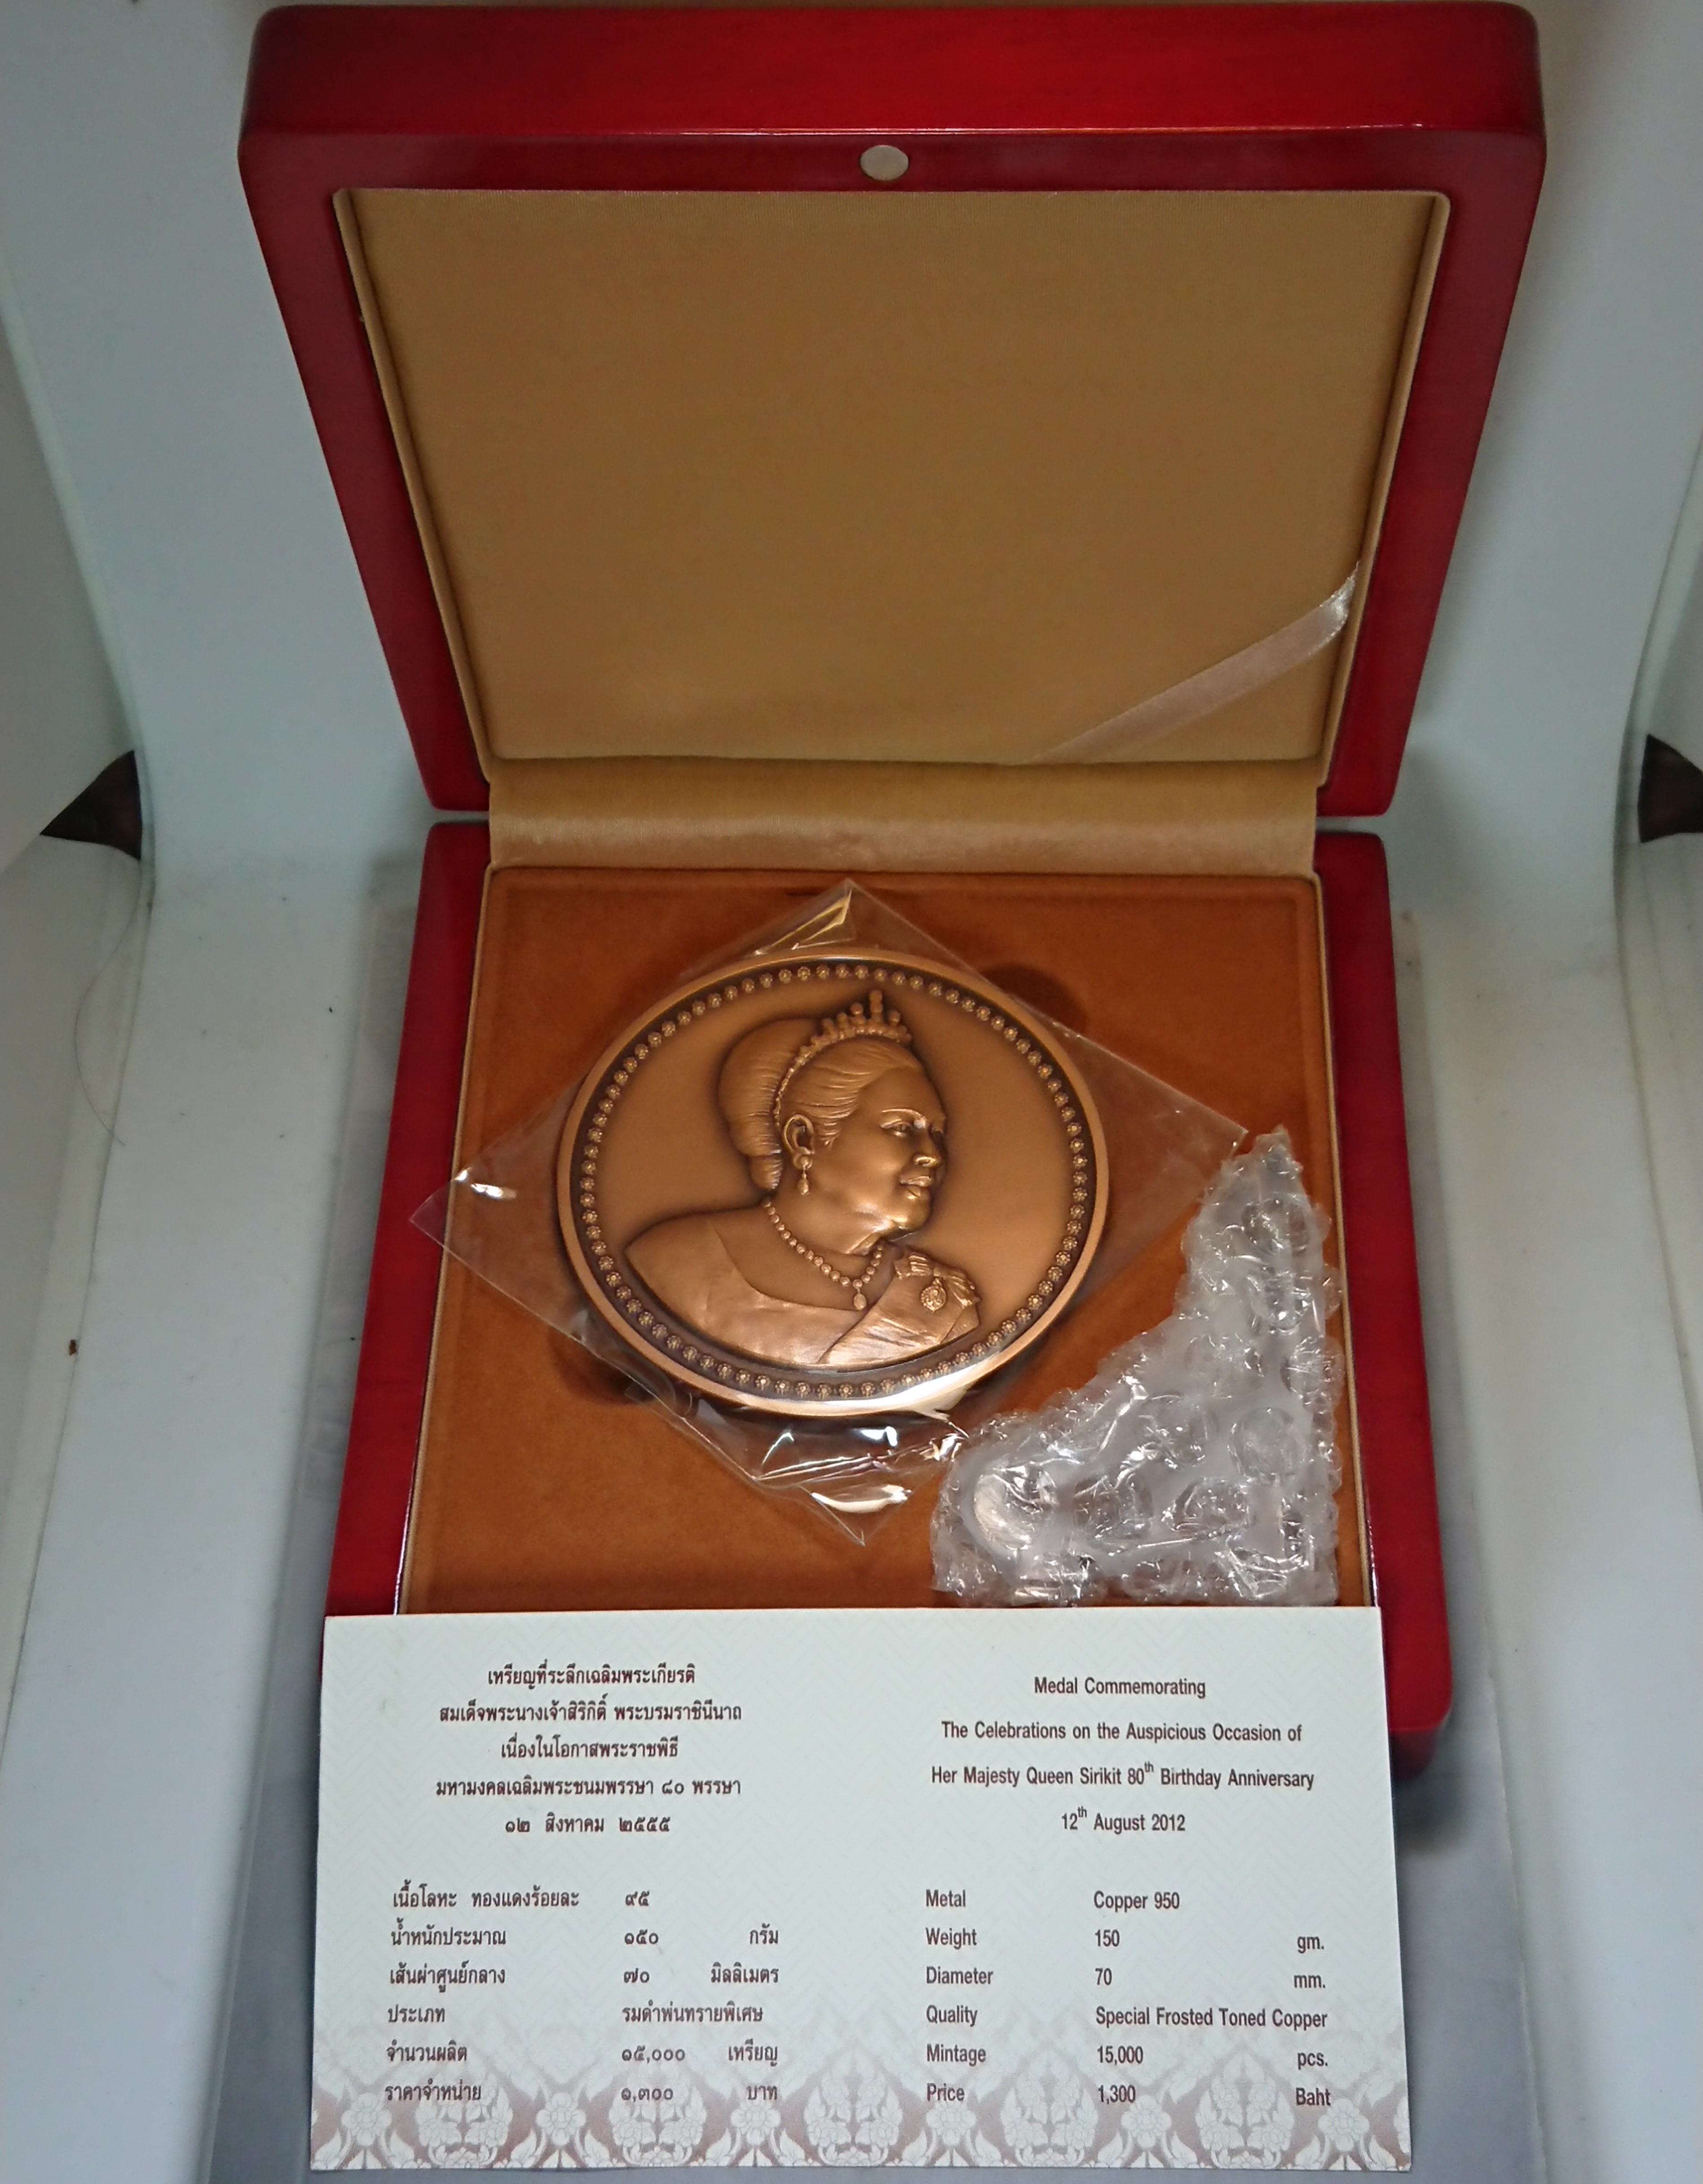 เหรียญที่ระลึกเฉลิมพระเกียรติ
สมเด็จพระนางเจ้าสิริกิติ์ พระบรมราชินีนาถ
เนื่องในโอกาสพระราชพิธี
มหามงคลเฉลิมพระชนมพรรษา ๘๐ พรรษา
๑๒ สิงหาคม ๒๕๕๕
เนื้อโลหะ ทองแดงร้อยละ ๙๕
น้ำหนักประมาณ ๑๕๐ กรัม
เส้นผ่าศูนย์กลาง ๗๐ มิลลิเมตร
ประเภท รมดำพ่นทรายพิเศษ
จำนวนผลิต ๑๕,๐๐๐ เหรียญ
ราคาจำหน่าย ๑,๓๐๐ บาท
Medal Commemorating
The Celebrations on the Auspicious Occasion of
Her Majesty Queen Sirikit 80th Birthday Anniversary
12th August 2012
Metal Copper 950
Weight 150 gm.
Diameter 70 mm.
Quality Special Frosted Toned Copper
Mintage 15,000 pcs.
Price 1,300 Baht